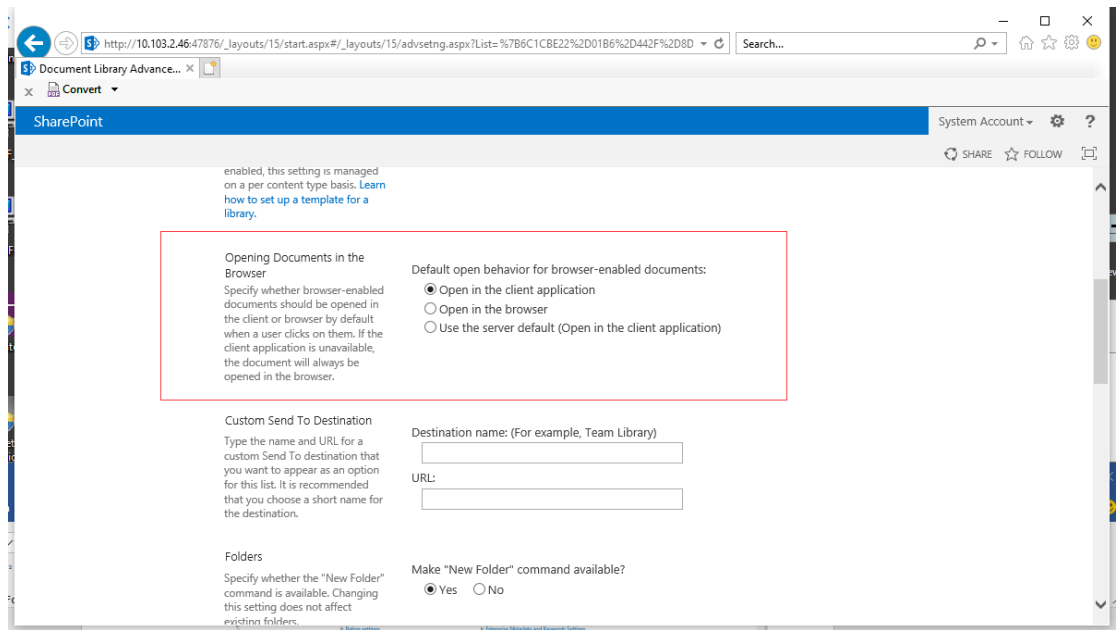 http://10.103.2.46:47876/_layouts/15/start.aspx#/_layouts/15/advsetng.aspx?List=%7B6C1CBE22%2D01B6%2D442F%2D8D
Search...
Document Library Advance...
x Convert
SharePoint
System Account
?
SHARE
FOLLOW
enabled, this setting is managed
on a per content type basis. Learn
how to set up a template for a
library.
Opening Documents in the
Browser
Specify whether browser-enabled
documents should be opened in
the client or browser by default
when a user clicks on them. If the
client application is unavailable,
the document will always be
opened in the browser.
Default open behavior for browser-enabled documents:
Open in the client application
Open in the browser
Use the server default (Open in the client application)
Custom Send To Destination
Type the name and URL for a
custom Send To destination that
you want to appear as an option
for this list. It is recommended
that you choose a short name for
the destination.
Destination name: (For example, Team Library)
URL:
Folders
Specify whether the "New Folder"
command is available. Changing
this setting does not affect
existing folders.
Make "New Folder" command available?
Yes No